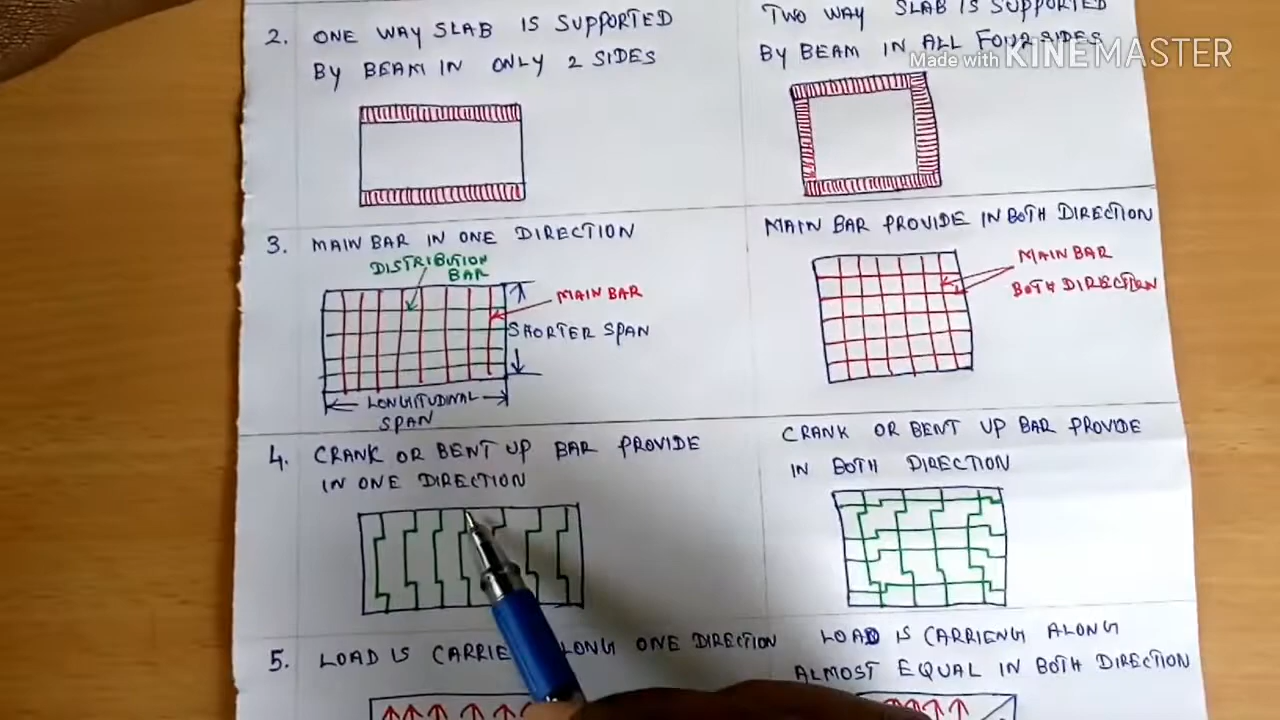 2. ONE WAY SLAB IS SUPPORTED
BY BEAM IN ONLY 2 SIDES
TWO WAY SLAB IS SUPPORTED
BY BEAM IN ALL FOUR SIDES
Made with KINEMASTER
3. MAIN BAR IN ONE DIRECTION
DISTRIBUTION
BAR
MAIN BAR
SHORTER SPAN
LONGITUDINAL
SPAN
MAIN BAR PROVIDE IN BOTH DIRECTION
MAIN BAR
BOTH DIRECTION
4. CRANK OR BENT UP BAR PROVIDE
IN ONE DIRECTION
CRANK OR BENT UP BAR PROVIDE
IN BOTH DIRECTION
5. LOAD IS CARRIE LONG ONE DIRECTION
LOAD IS CARRIENG ALONG
ALMOST EQUAL IN BOTH DIRECTION